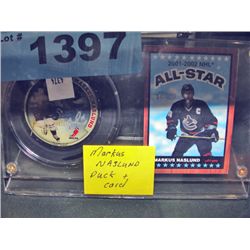 Lot #
1397
2001-2002 NHL
ALL-STAR
MARKUS NASLUND
Markus
NASLUND
Puck +
card